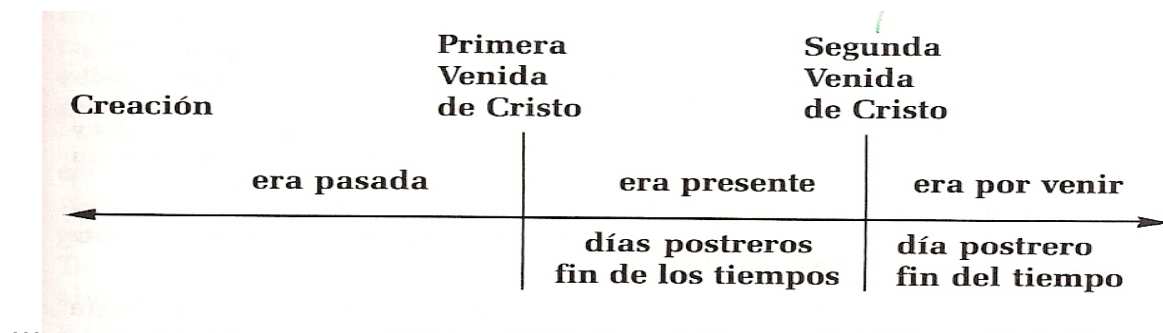 Creación
Primera
Venida
de Cristo
Segunda
Venida
de Cristo
era pasada
era presente
era por venir
días postreros
fin de los tiempos
día postrero
fin del tiempo